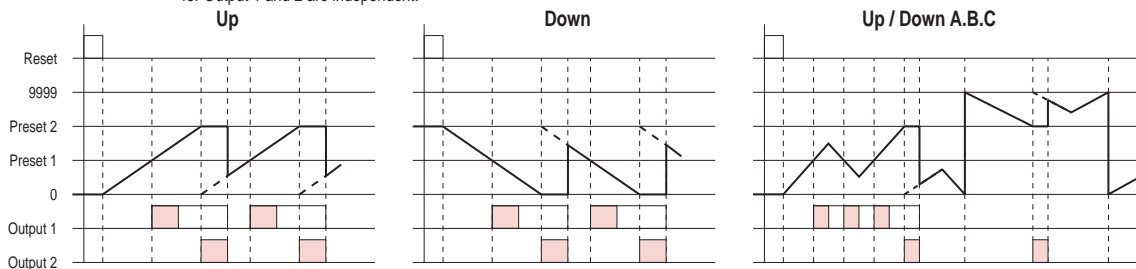 for Output 1 and 2 are independent.
Up
Down
Up / Down A.B.C
Reset
9999
Preset 2
Preset 1
0
Output 1
Output 2